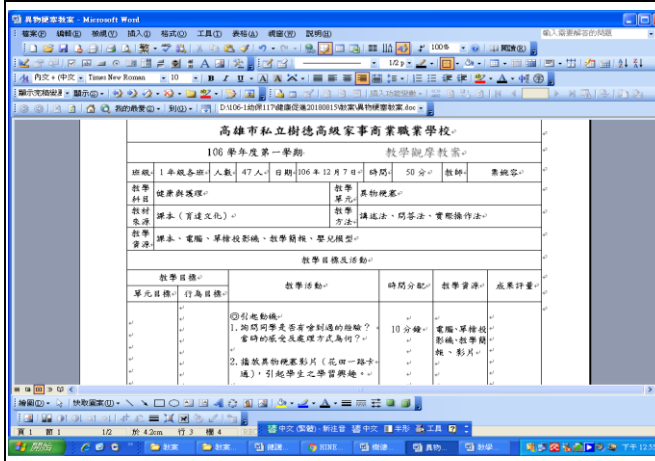 異物梗塞教案 - Microsoft Word
檔案(F) 編輯(E) 檢視(V) 插入(I) 格式(O) 工具(T) 表格(A) 視窗(W) 說明(H)
輸入需要解答的問題
100%
閱讀(R)
1/2 p
內文 + (中文 Times New Roman 10 B I U
顯示完稿變更 顯示(O)
我的最愛(O) 到(G) D:\106-1幼保117\健康促進20180815\教案\異物梗塞教案.doc
高雄市私立樹德高級家事商業職業學校
106 學年度第一學期 教學觀摩教案
班級 1 年級各班 人數 47 人 日期 106 年 12 月 7 日 時間 50 分 教師
教學科目 健康與護理 教學單元 異物梗塞
教材來源 課本(育達文化) 教學方法 講述法、問答法、實際操作法
教學資源 課本、電腦、單槍投影機、教學簡報、嬰兒模型
教學目標及活動
教學目標 教學活動 時間分配 教學資源 成果評量
單元目標 行為目標
◎引起動機
1. 詢問同學是否有嗆到過的經驗?
當時的感受及處理方式為何?
10 分鐘
電腦、單槍投影機、教學簡報、影片
2. 播放異物梗塞影片(花田一路卡通),引起學生之學習興趣。
繪圖(D) 快取圖案(U)
頁 1 節 1 1/2 於 4.2cm 行 3 欄 4
中文 (繁體) - 新注音 中文 半形 工具
開始 教案 教案... HINE... 異物... 教學... 下午 12:55